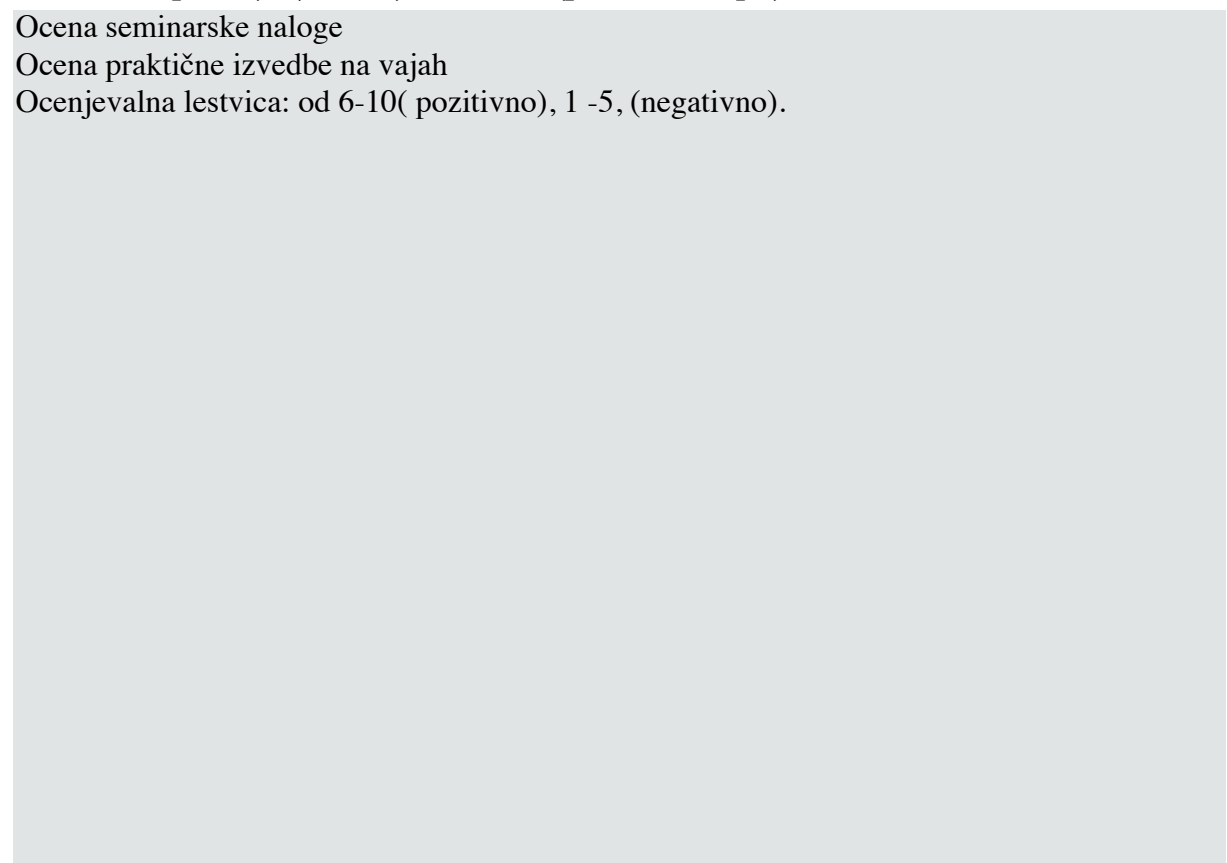 Ocena seminarske naloge
Ocena praktične izvedbe na vajah
Ocenjevalna lestvica: od 6-10( pozitivno), 1 -5, (negativno).